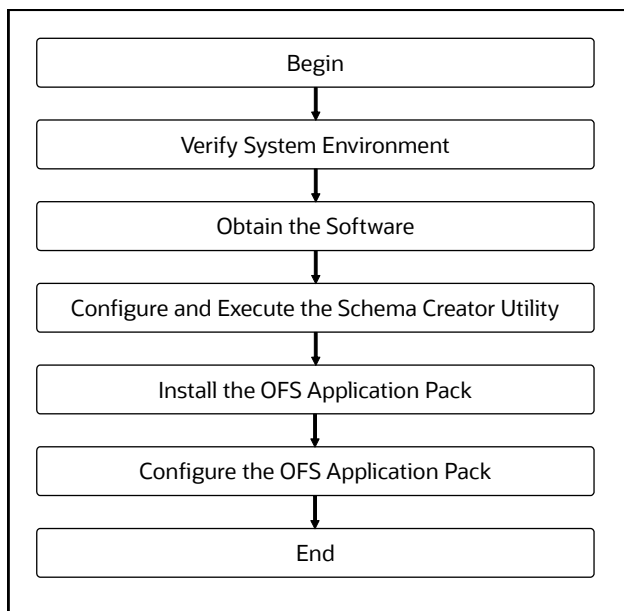 Begin
Verify System Environment
Obtain the Software
Configure and Execute the Schema Creator Utility
Install the OFS Application Pack
Configure the OFS Application Pack
End